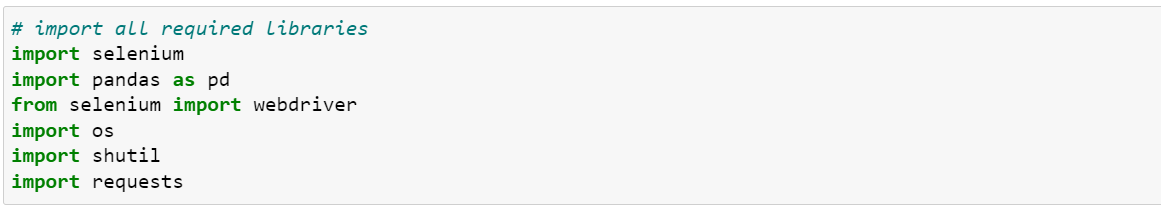 # import all required libraries
import selenium
import pandas as pd
from selenium import webdriver
import os
import shutil
import requests